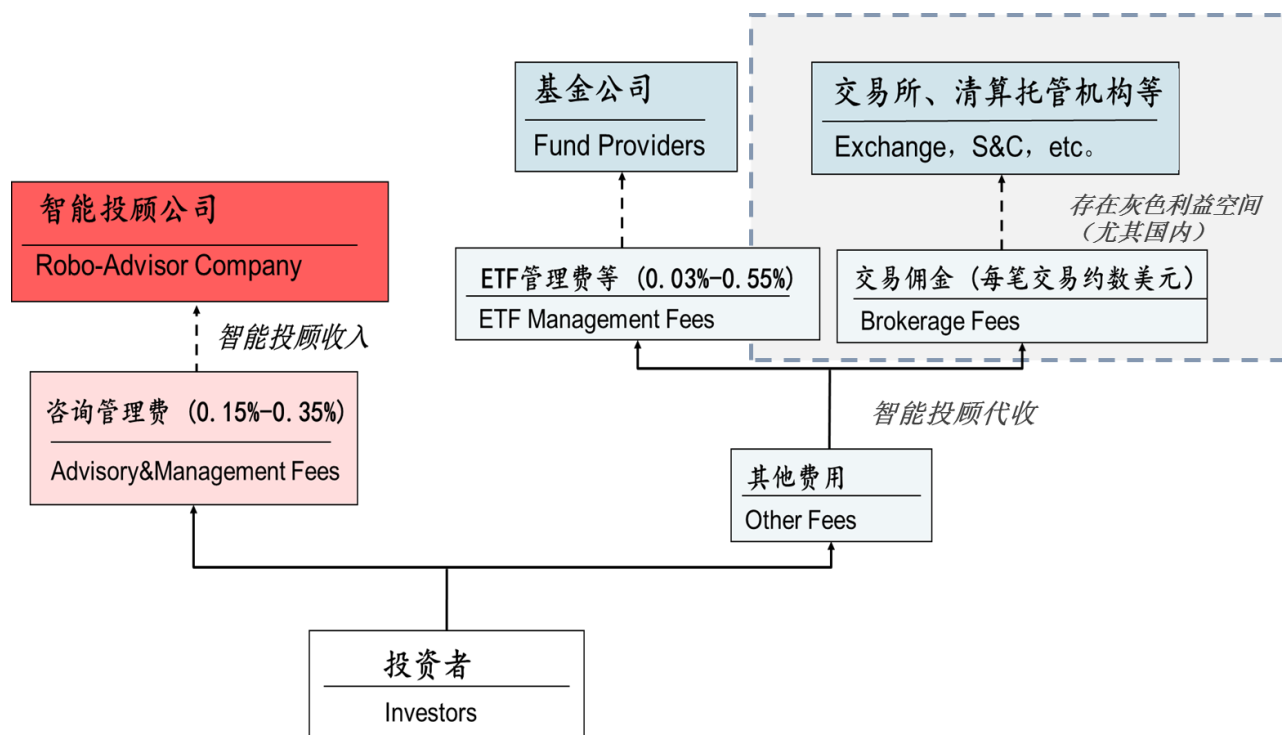 基金公司
Fund Providers
交易所、清算托管机构等
Exchange，S&C，etc。
智能投顾公司
Robo-Advisor Company
存在灰色利益空间
（尤其国内）
ETF管理费等 (0.03%-0.55%)
ETF Management Fees
交易佣金 (每笔交易约数美元)
Brokerage Fees
智能投顾收入
咨询管理费 (0.15%-0.35%)
Advisory&Management Fees
智能投顾代收
其他费用
Other Fees
投资者
Investors